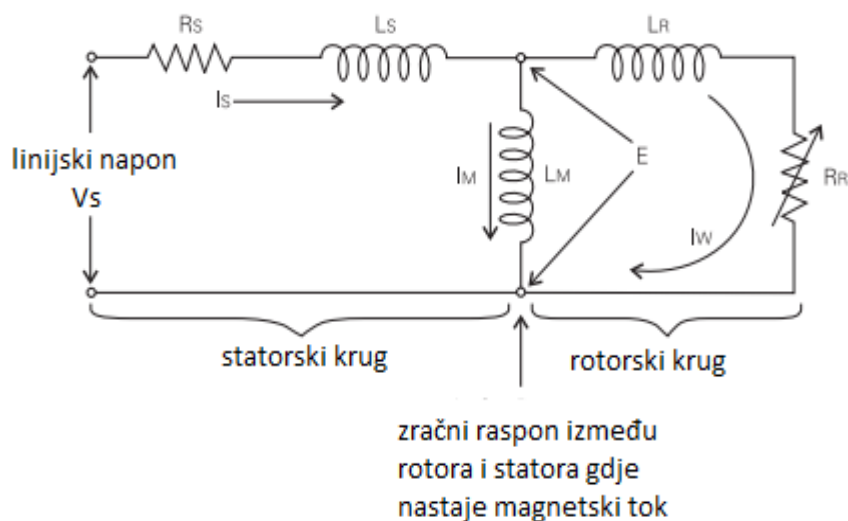 Rs Ls LR
Is
linijski napon
Vs
IM LM E RR
Iw
statorski krug rotorski krug
zračni raspon između
rotora i statora gdje
nastaje magnetski tok